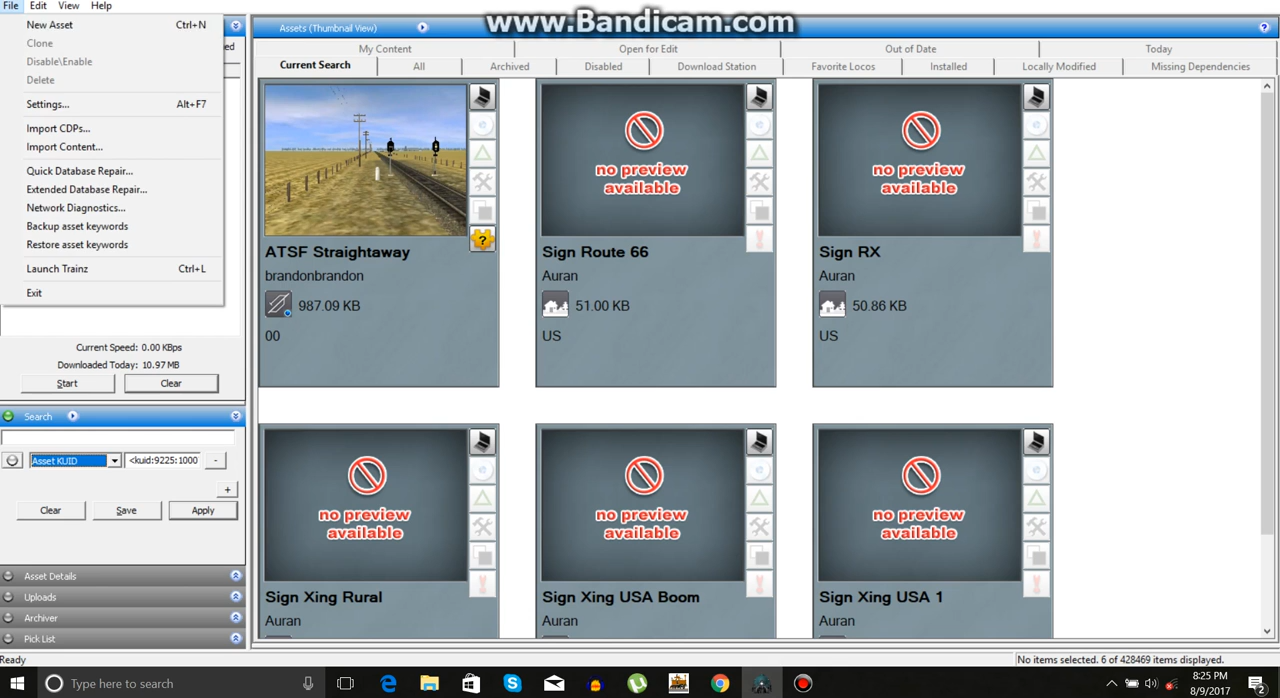 www.Bandicam.com
File Edit View Help
New Asset Ctrl+N
Clone
Disable\Enable
Delete
Settings... Alt+F7
Import CDPs...
Import Content...
Quick Database Repair...
Extended Database Repair...
Network Diagnostics...
Backup asset keywords
Restore asset keywords
Launch Trainz Ctrl+L
Exit
Current Speed: 0.00 KBps
Downloaded Today: 10.97 MB
Start Clear
Search
Asset KUID <kuid:9225:1000 -
+
Clear Save Apply
Asset Details
Uploads
Archiver
Pick List
Ready
Assets (Thumbnail View)
My Content Open for Edit Out of Date Today
Current Search All Archived Disabled Download Station Favorite Locos Installed Locally Modified Missing Dependencies
ATSF Straightaway
brandonbrandon
987.09 KB
00
no preview
available
Sign Route 66
Auran
51.00 KB
US
no preview
available
Sign RX
Auran
50.86 KB
US
no preview
available
Sign Xing Rural
Auran
no preview
available
Sign Xing USA Boom
Auran
no preview
available
Sign Xing USA 1
Auran
No items selected. 6 of 428469 items displayed.
Type here to search
8:25 PM
8/9/2017
2